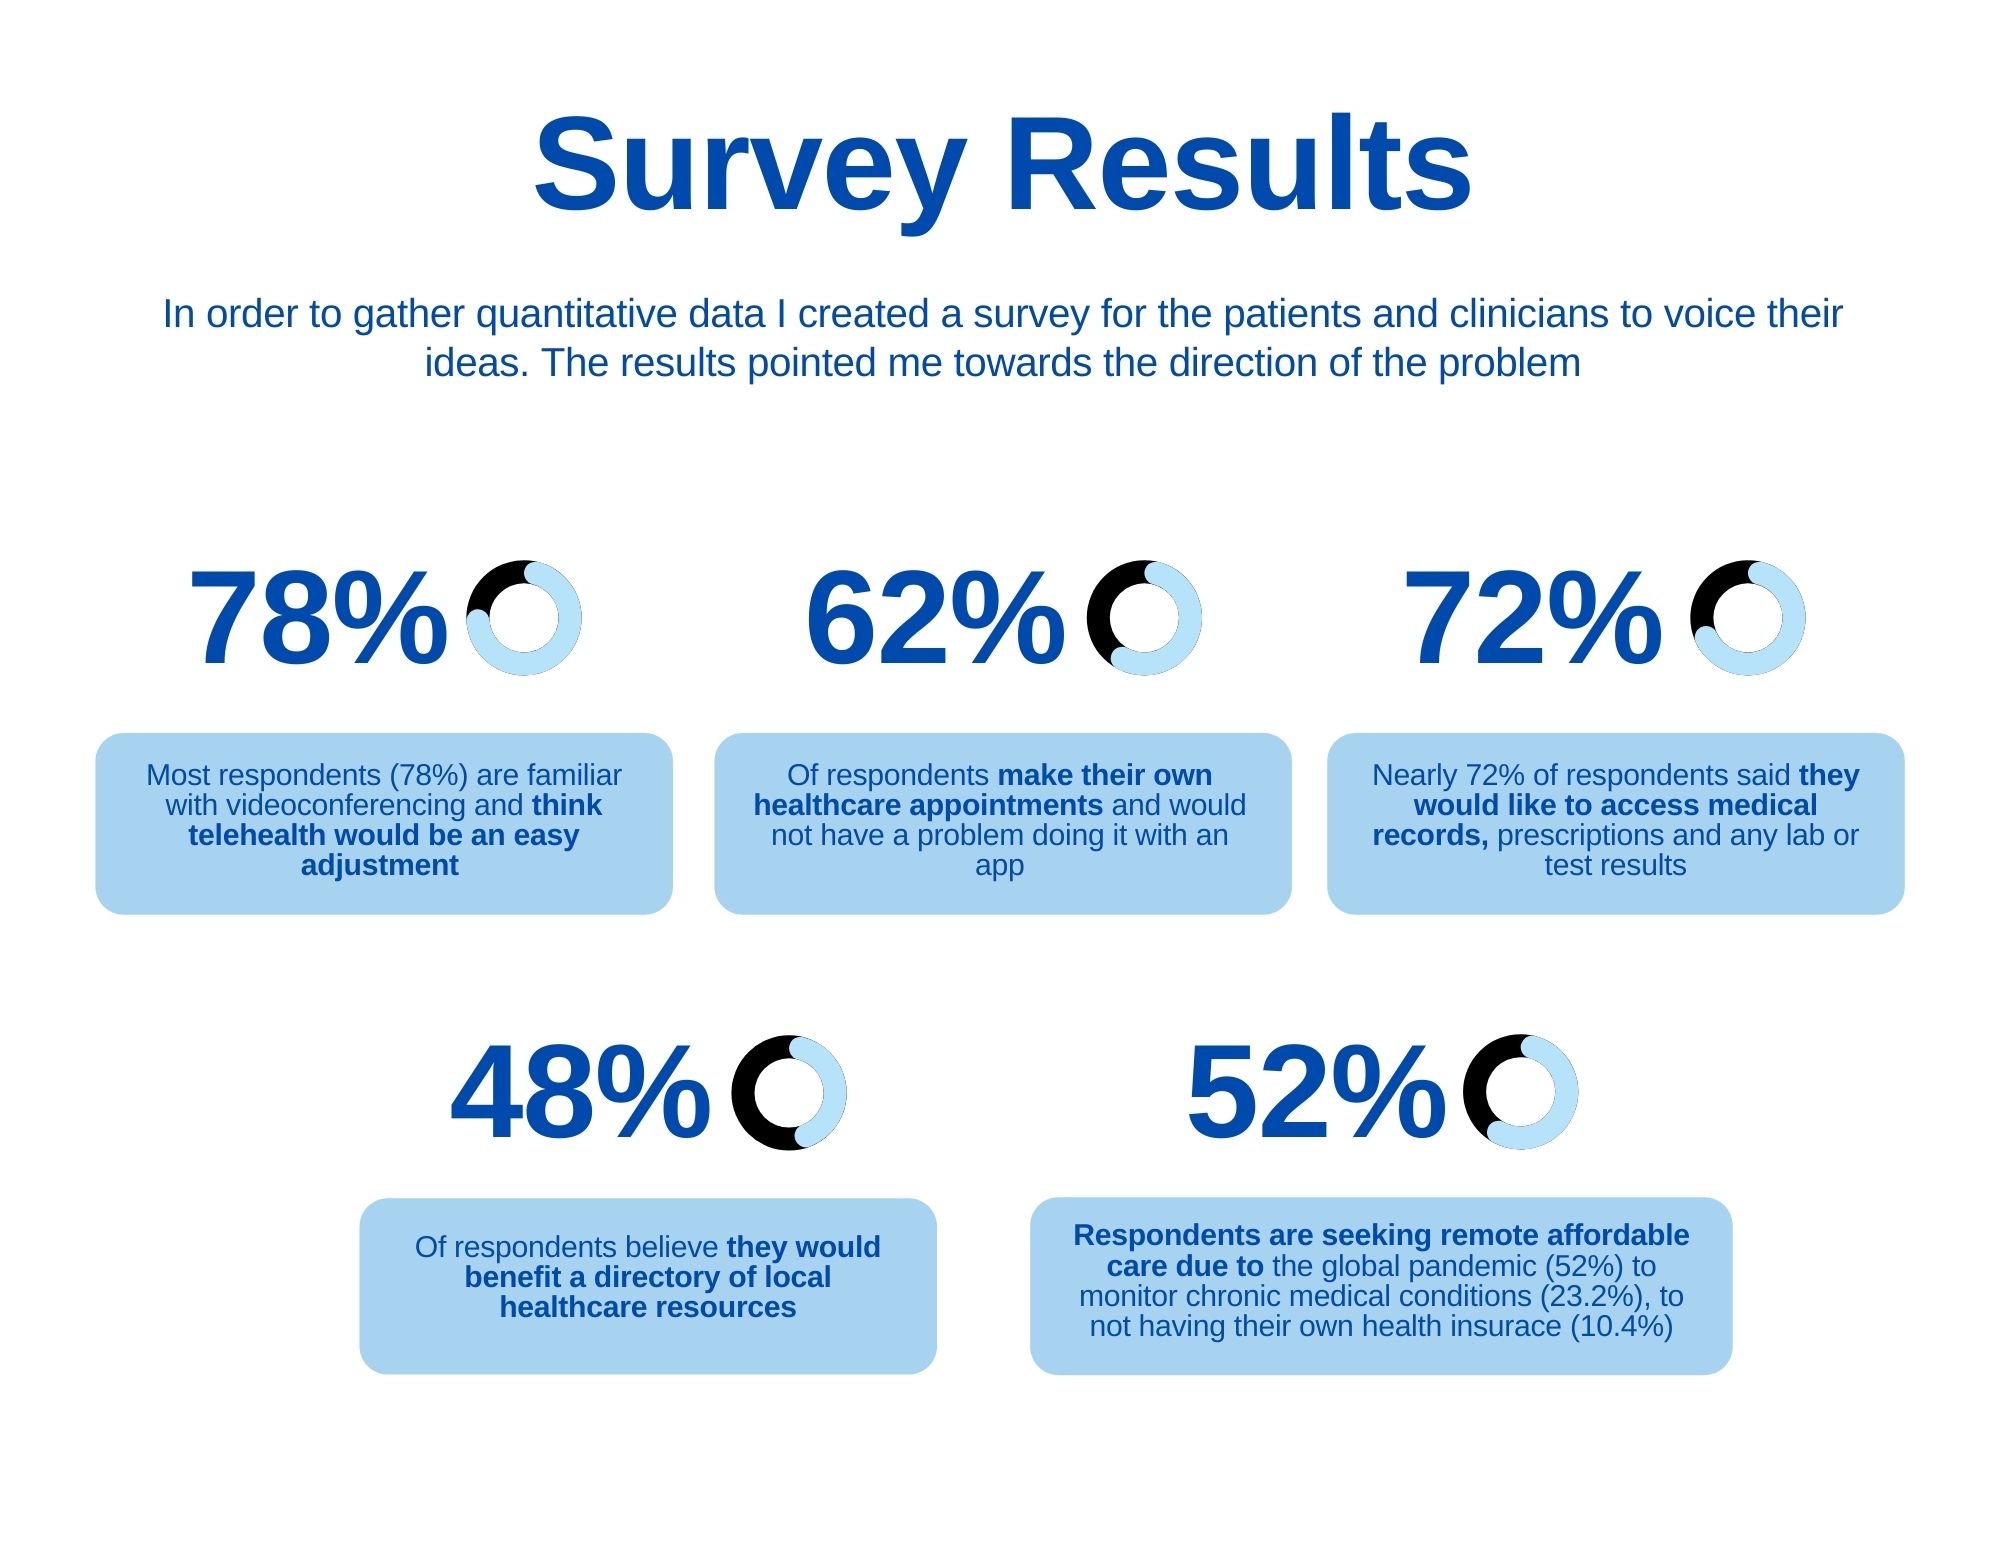 Survey Results
In order to gather quantitative data I created a survey for the patients and clinicians to voice their
ideas. The results pointed me towards the direction of the problem
78%
62%
72%
Most respondents (78%) are familiar
with videoconferencing and think
telehealth would be an easy
adjustment
Of respondents make their own
healthcare appointments and would
not have a problem doing it with an
app
Nearly 72% of respondents said they
would like to access medical
records, prescriptions and any lab or
test results
48%
52%
Of respondents believe they would
benefit a directory of local
healthcare resources
Respondents are seeking remote affordable
care due to the global pandemic (52%) to
monitor chronic medical conditions (23.2%), to
not having their own health insurace (10.4%)